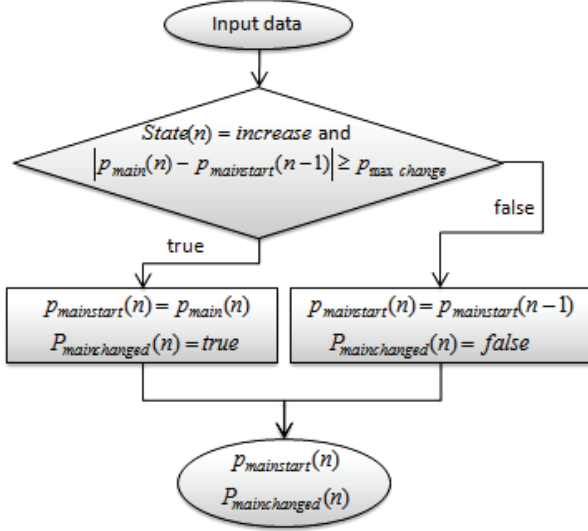 Input data
State(n) = increase and
|p_main(n) − p_mainstart(n−1)| ≥ p_max change
false
true
p_mainstart(n) = p_main(n)
P_mainchanged(n) = true
p_mainstart(n) = p_mainstart(n−1)
P_mainchanged(n) = false
p_mainstart(n)
P_mainchanged(n)